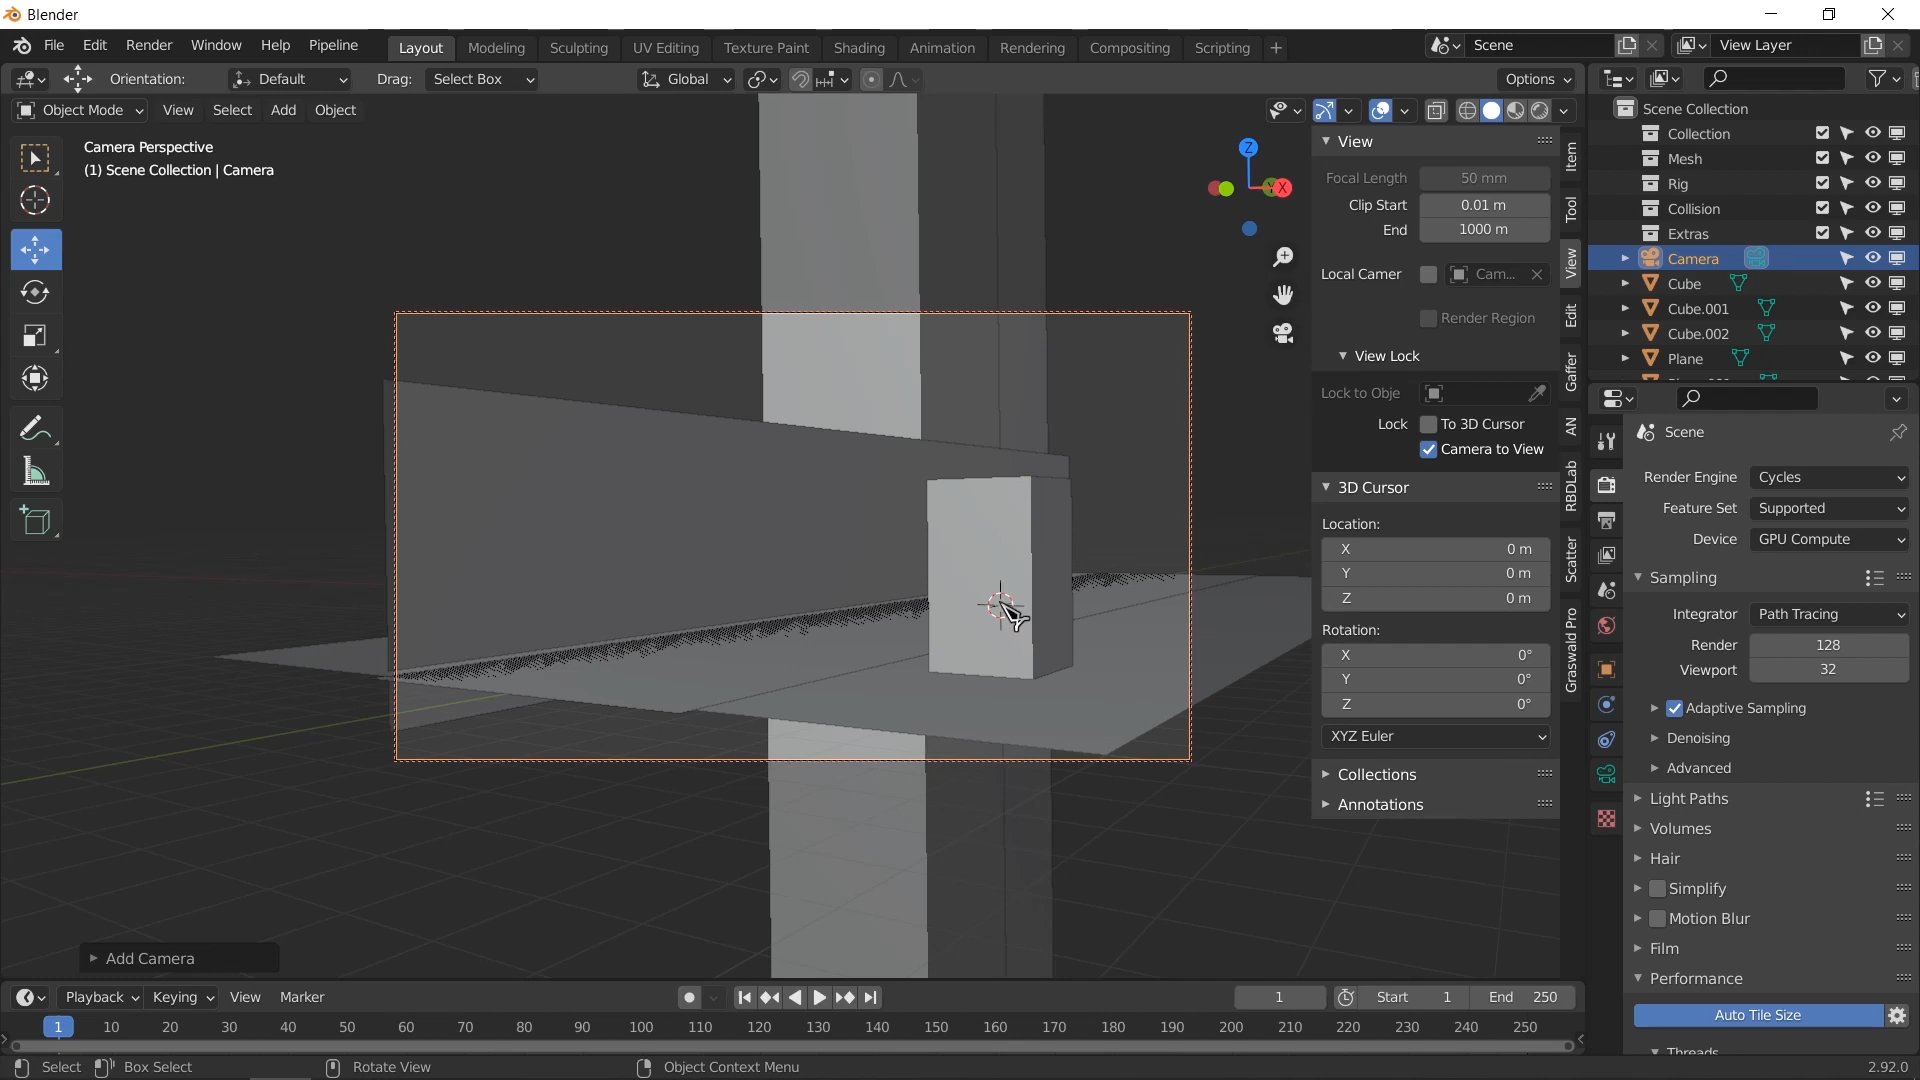 Blender
File Edit Render Window Help Pipeline Layout Modeling Sculpting UV Editing Texture Paint Shading Animation Rendering Compositing Scripting + Scene View Layer
Orientation: Default Drag: Select Box Global Options
Object Mode View Select Add Object
Camera Perspective
(1) Scene Collection | Camera
Z
X
Y
View
Focal Length 50 mm
Clip Start 0.01 m
End 1000 m
Local Camer Cam...
Render Region
View Lock
Lock to Obje
Lock To 3D Cursor
Camera to View
3D Cursor
Location:
X 0 m
Y 0 m
Z 0 m
Rotation:
X 0°
Y 0°
Z 0°
XYZ Euler
Collections
Annotations
Item
Tool
View
Edit
Gaffer
AN
RBDLab
Scatter
Graswald Pro
Scene Collection
Collection
Mesh
Rig
Collision
Extras
Camera
Cube
Cube.001
Cube.002
Plane
Scene
Render Engine Cycles
Feature Set Supported
Device GPU Compute
Sampling
Integrator Path Tracing
Render 128
Viewport 32
Adaptive Sampling
Denoising
Advanced
Light Paths
Volumes
Hair
Simplify
Motion Blur
Film
Performance
Auto Tile Size
Threads
Add Camera
Playback Keying View Marker 1 Start 1 End 250
1 10 20 30 40 50 60 70 80 90 100 110 120 130 140 150 160 170 180 190 200 210 220 230 240 250
Select Box Select Rotate View Object Context Menu 2.92.0